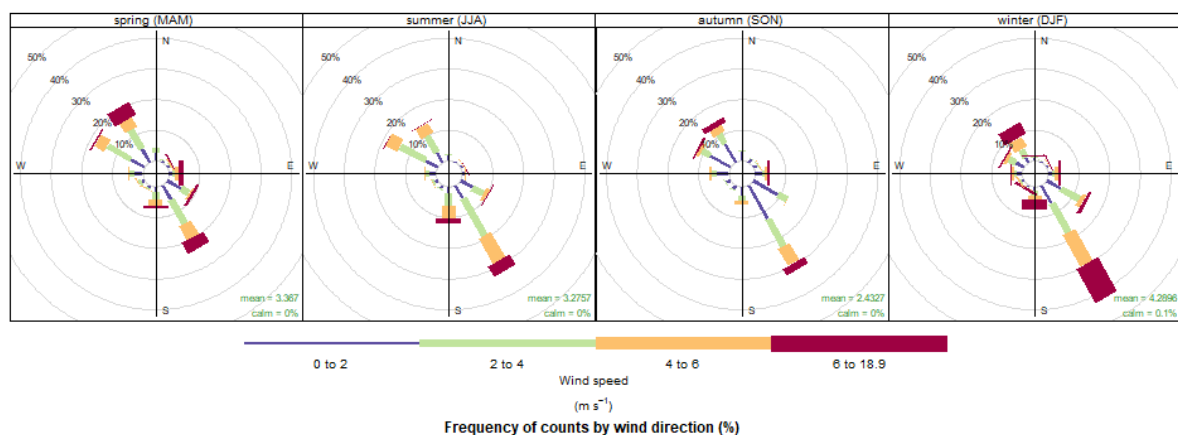 spring (MAM)
N
50%
40%
30%
20%
10%
W
E
S
mean = 3.367
calm = 0%
summer (JJA)
N
50%
40%
30%
20%
10%
W
E
S
mean = 3.2757
calm = 0%
autumn (SON)
N
50%
40%
30%
20%
10%
W
E
S
mean = 2.4327
calm = 0%
winter (DJF)
N
50%
40%
30%
20%
10%
W
E
S
mean = 4.2896
calm = 0.1%
0 to 2
2 to 4
4 to 6
6 to 18.9
Wind speed
(m s⁻¹)
Frequency of counts by wind direction (%)